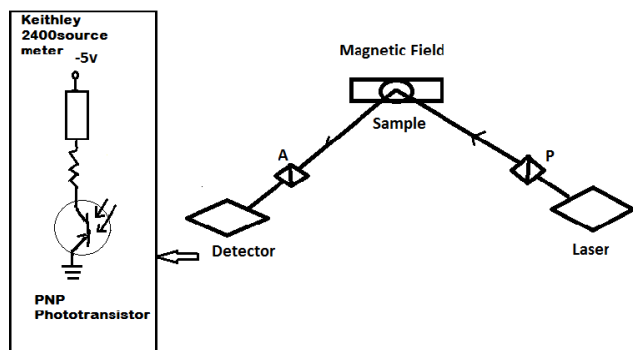 Keithley
2400source
meter
-5v
PNP
Phototransistor
Magnetic Field
Sample
A
P
Detector
Laser